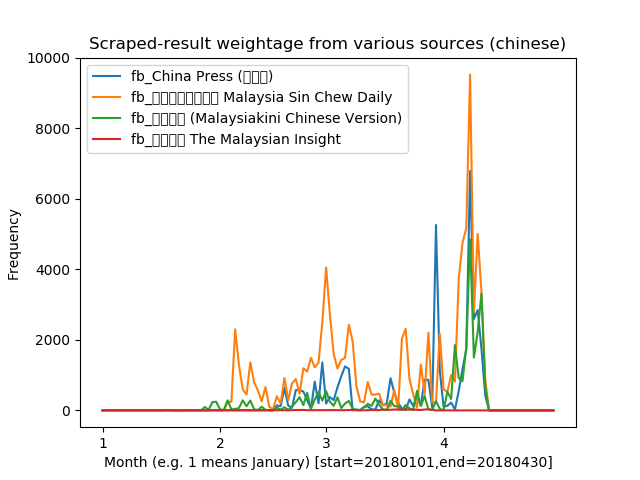 Scraped-result weightage from various sources (chinese)
fb_China Press (□□□)
fb_□□□□□□□□ Malaysia Sin Chew Daily
fb_□□□□ (Malaysiakini Chinese Version)
fb_□□□□ The Malaysian Insight
Frequency
10000
8000
6000
4000
2000
0
1
2
3
4
Month (e.g. 1 means January) [start=20180101,end=20180430]